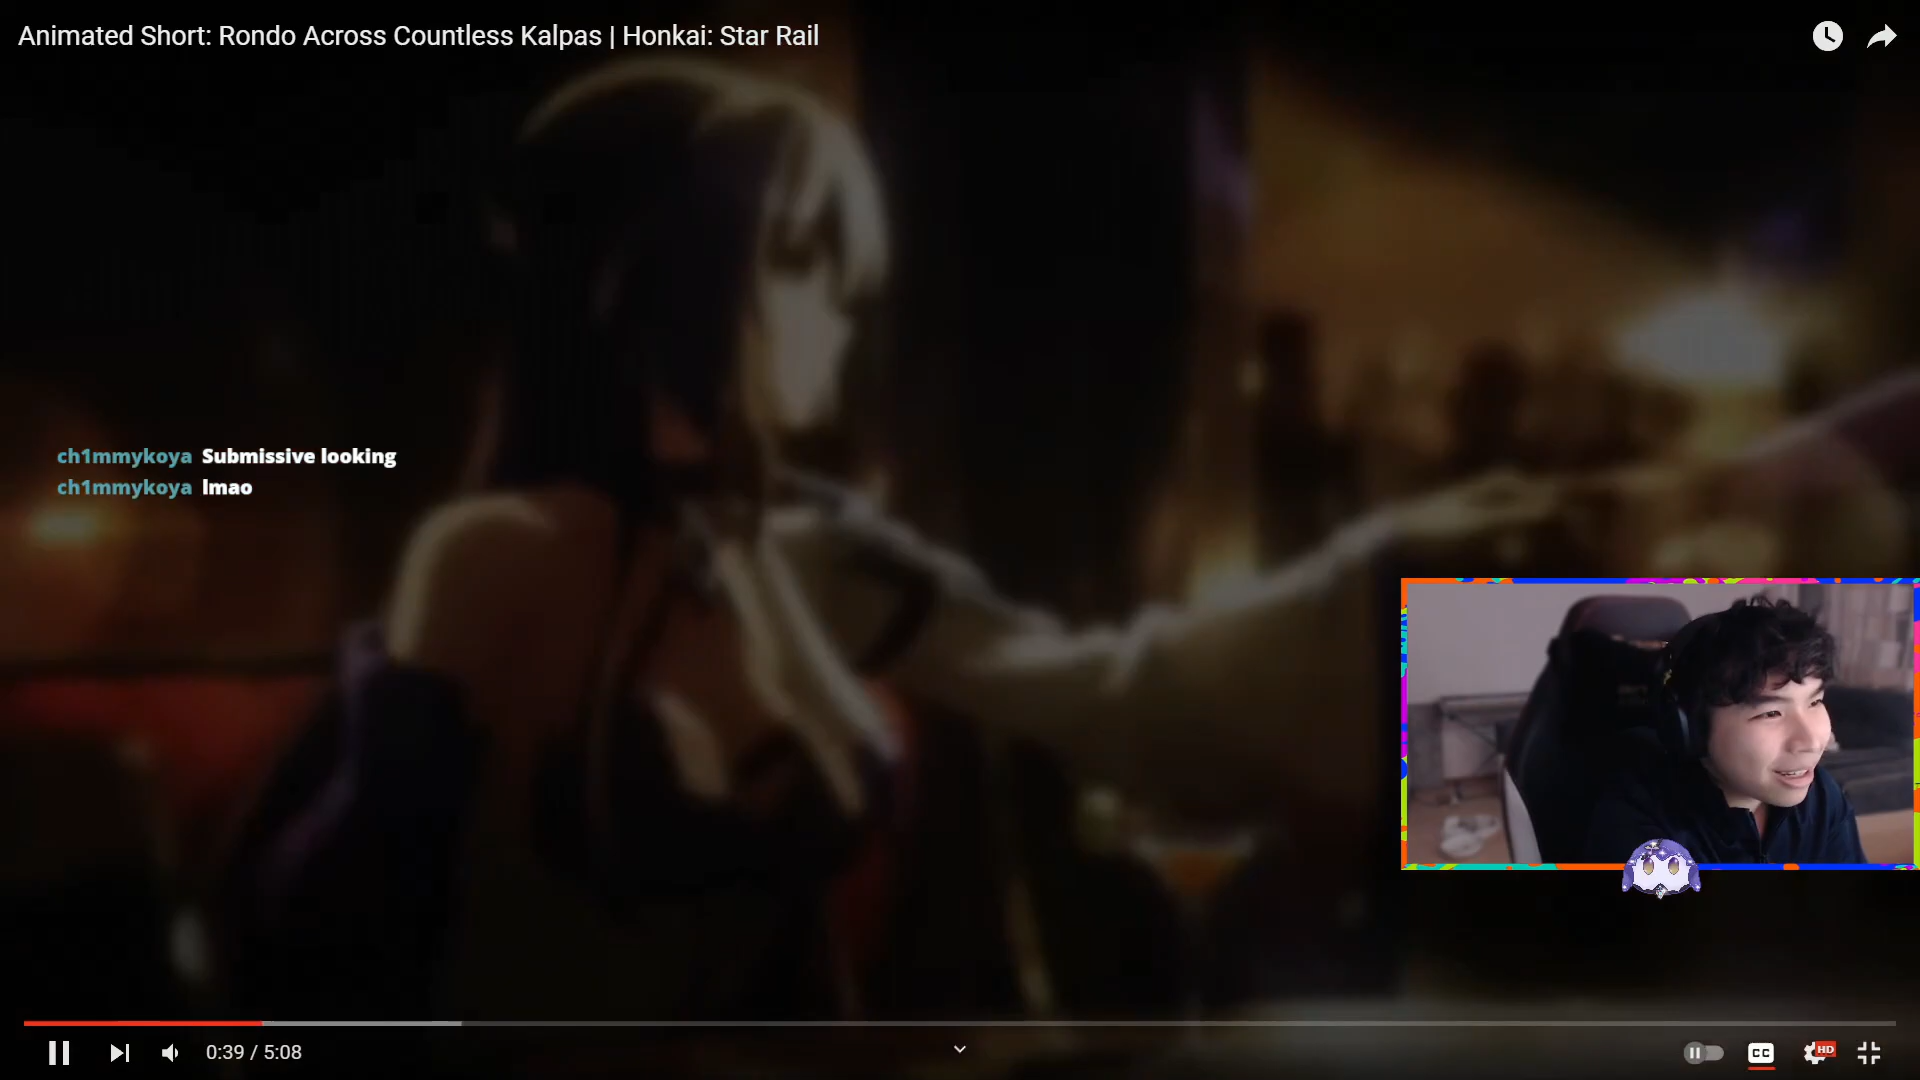 Animated Short: Rondo Across Countless Kalpas | Honkai: Star Rail
ch1mmykoya Submissive looking
ch1mmykoya lmao
0:39 / 5:08
CC
HD